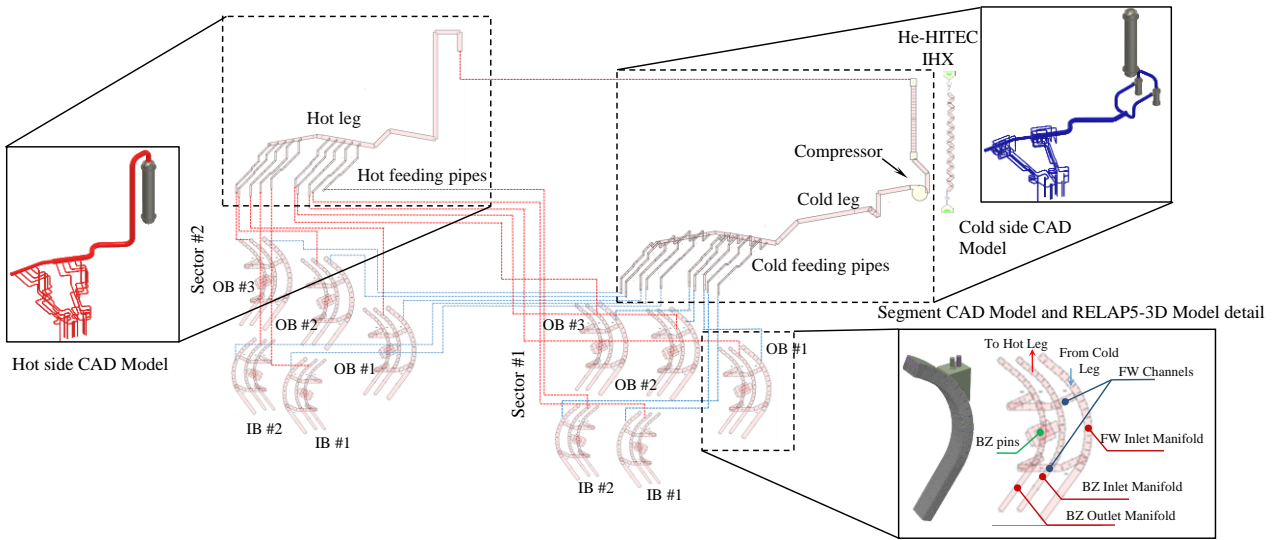 He-HITEC
IHX
Hot leg
Compressor
Hot feeding pipes
Cold leg
Cold side CAD
Model
Sector #2
Cold feeding pipes
OB #3
OB #2
OB #1
Hot side CAD Model
IB #2
IB #1
Segment CAD Model and RELAP5-3D Model detail
OB #3
OB #2
OB #1
Sector #1
IB #2
IB #1
To Hot Leg
From Cold
Leg
FW Channels
BZ pins
FW Inlet Manifold
BZ Inlet Manifold
BZ Outlet Manifold